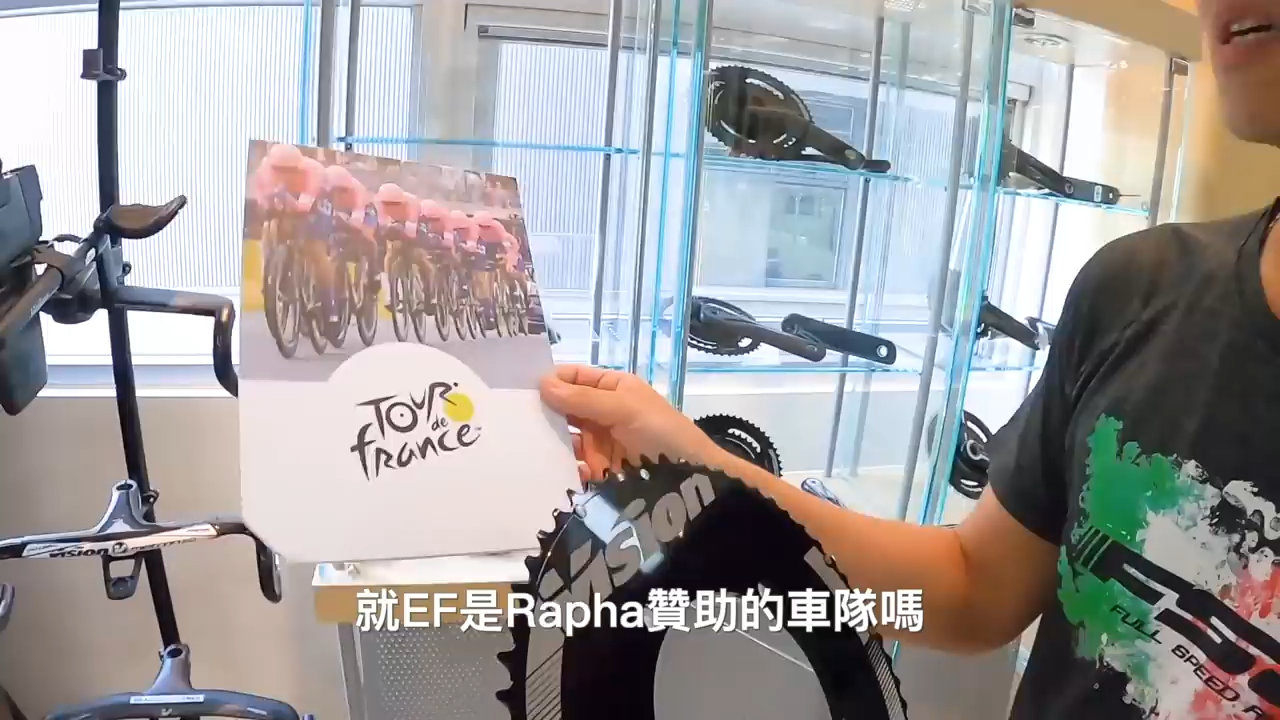 TOUR
de
france
vision
vision
FSA
FULL SPEED A
就EF是Rapha贊助的車隊嗎